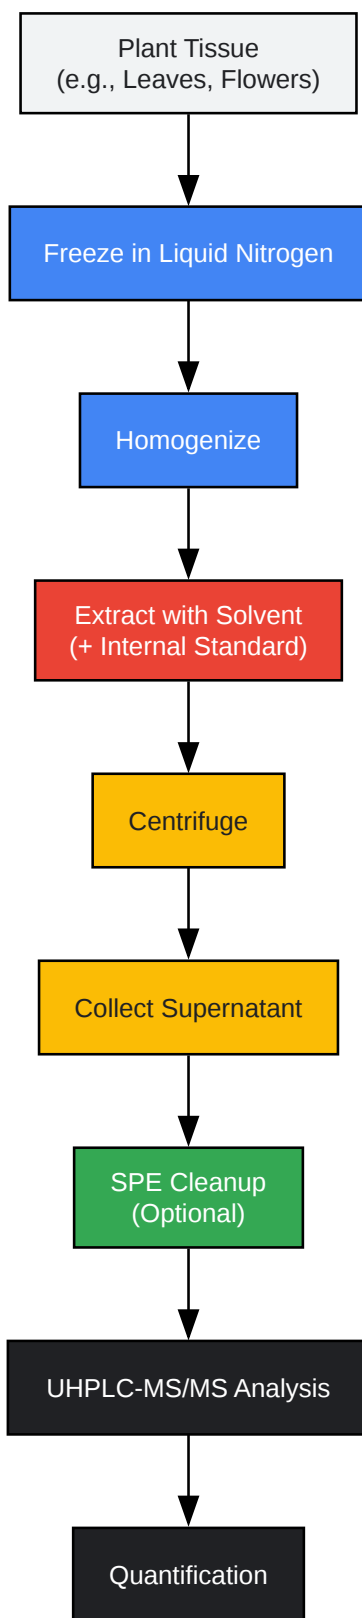 Plant Tissue
(e.g., Leaves, Flowers)
Freeze in Liquid Nitrogen
Homogenize
Extract with Solvent
(+ Internal Standard)
Centrifuge
Collect Supernatant
SPE Cleanup
(Optional)
UHPLC-MS/MS Analysis
Quantification